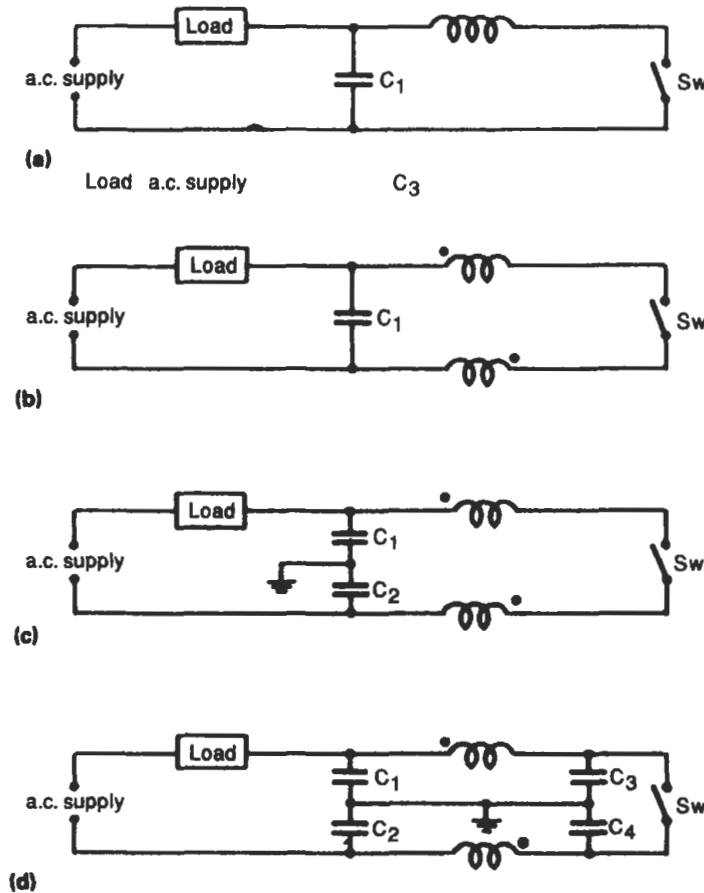 Load
a.c. supply
C1
Sw
(a)
Load a.c. supply C3
Load
a.c. supply
C1
Sw
(b)
Load
C1
a.c. supply
C2
Sw
(c)
Load
C1
C3
a.c. supply
Sw
C2
C4
(d)